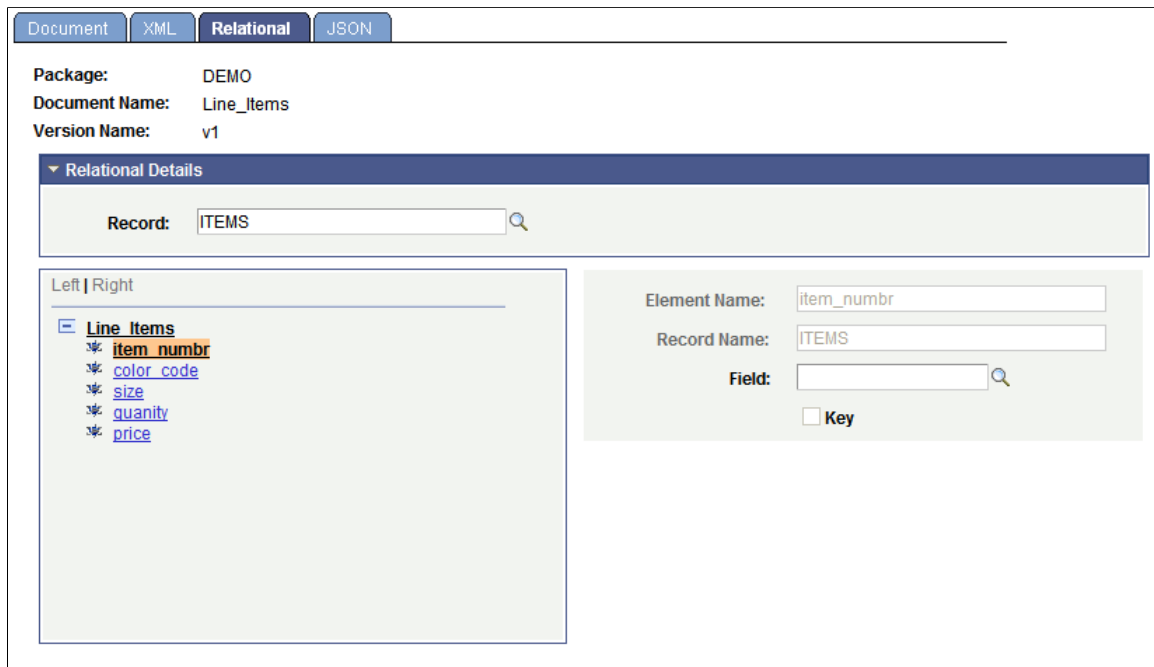 Document XML Relational JSON
Package: DEMO
Document Name: Line_Items
Version Name: v1
Relational Details
Record: ITEMS
Left | Right
Line_Items
item_numbr
color_code
size
quanity
price
Element Name: item_numbr
Record Name: ITEMS
Field:
Key